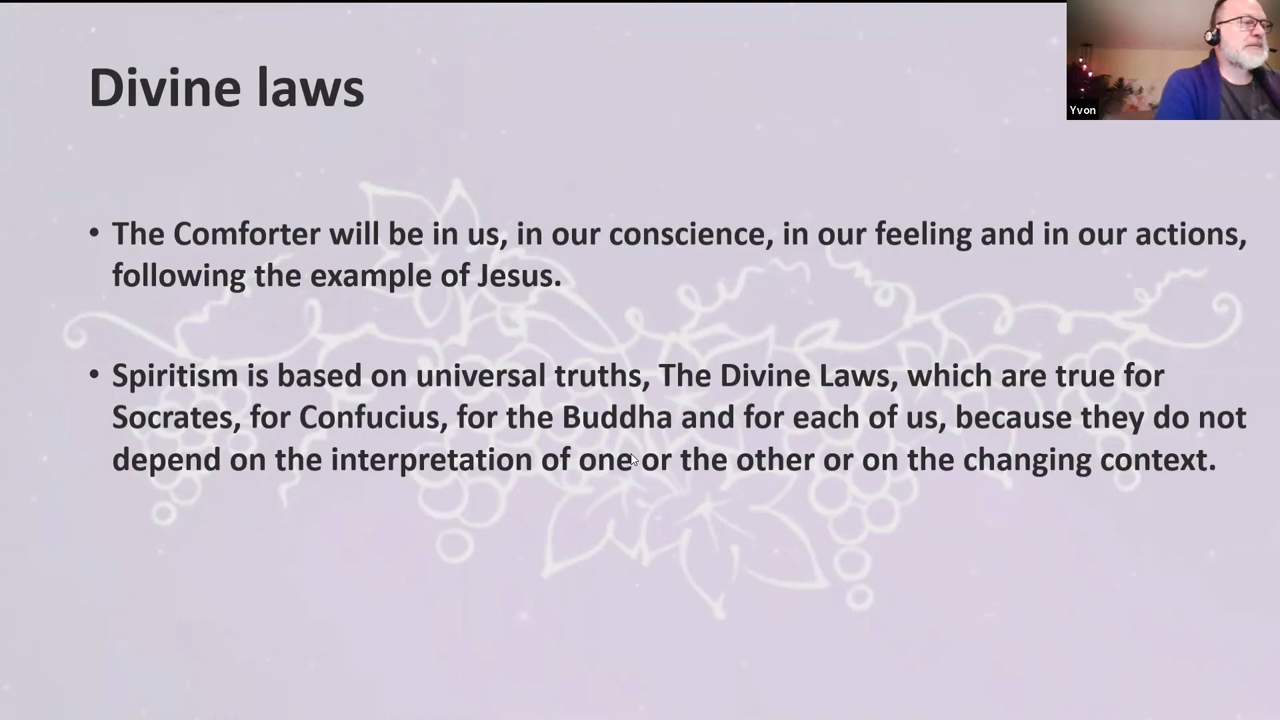 Divine laws
Yvon
• The Comforter will be in us, in our conscience, in our feeling and in our actions,
following the example of Jesus.
• Spiritism is based on universal truths, The Divine Laws, which are true for
Socrates, for Confucius, for the Buddha and for each of us, because they do not
depend on the interpretation of one or the other or on the changing context.